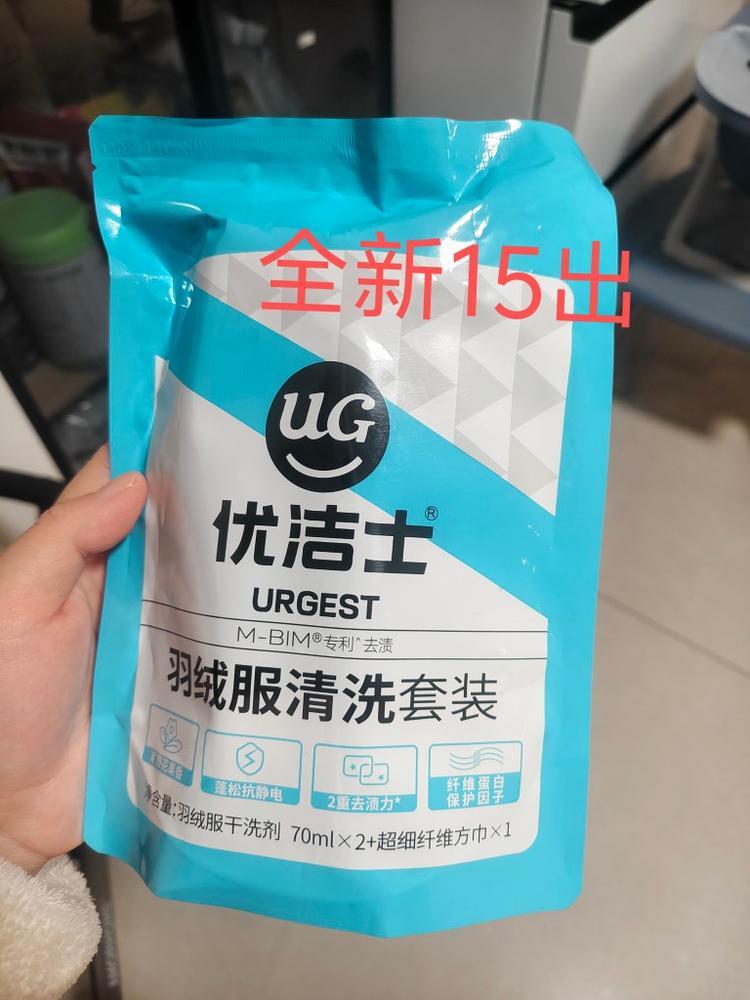 全新15出
UG
优洁士®
URGEST
M-BIM®专利^去渍
羽绒服清洗套装
花果香
蓬松抗静电
2重去渍力*
纤维蛋白
保护因子
净含量:羽绒服干洗剂 70ml×2+超细纤维方巾×1